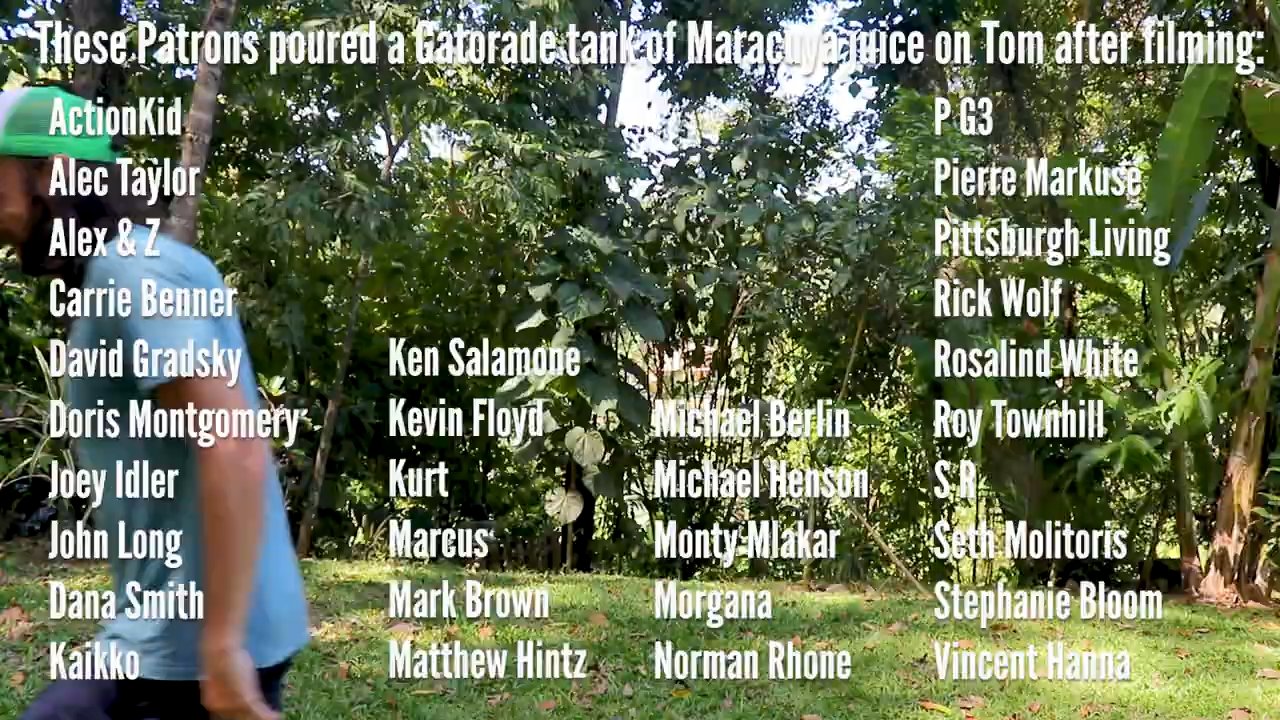 These Patrons poured a Gatorade tank of Maracuya juice on Tom after filming:
ActionKid
Alec Taylor
Alex & Z
Carrie Benner
David Gradsky
Doris Montgomery
Joey Idler
John Long
Dana Smith
Kaikko
Ken Salamone
Kevin Floyd
Kurt
Marcus
Mark Brown
Matthew Hintz
Michael Berlin
Michael Henson
Monty Mlakar
Morgana
Norman Rhone
P G3
Pierre Markuse
Pittsburgh Living
Rick Wolf
Rosalind White
Roy Townhill
S R
Seth Molitoris
Stephanie Bloom
Vincent Hanna